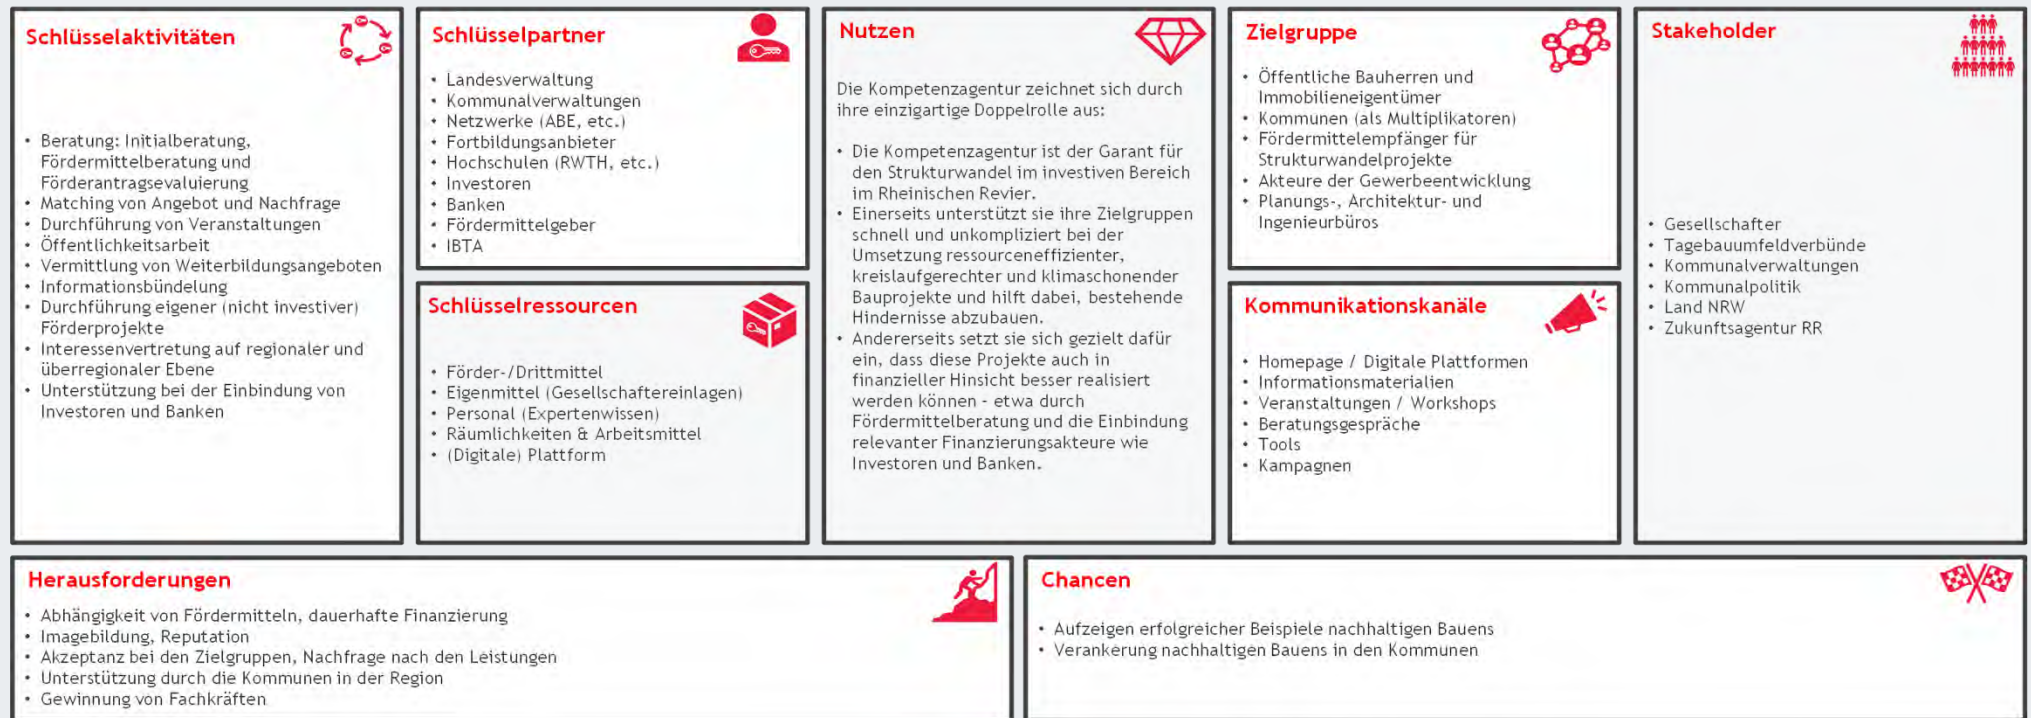 Schlüsselaktivitäten
• Beratung: Initialberatung,
Fördermittelberatung und
Förderantragsevaluierung
• Matching von Angebot und Nachfrage
• Durchführung von Veranstaltungen
• Öffentlichkeitsarbeit
• Vermittlung von Weiterbildungsangeboten
• Informationsbündelung
• Durchführung eigener (nicht investiver)
Förderprojekte
• Interessenvertretung auf regionaler und
überregionaler Ebene
• Unterstützung bei der Einbindung von
Investoren und Banken
Schlüsselpartner
• Landesverwaltung
• Kommunalverwaltungen
• Netzwerke (ABE, etc.)
• Fortbildungsanbieter
• Hochschulen (RWTH, etc.)
• Investoren
• Banken
• Fördermittelgeber
• IBTA
Schlüsselressourcen
• Förder-/Drittmittel
• Eigenmittel (Gesellschaftereinlagen)
• Personal (Expertenwissen)
• Räumlichkeiten & Arbeitsmittel
• (Digitale) Plattform
Nutzen
Die Kompetenzagentur zeichnet sich durch
ihre einzigartige Doppelrolle aus:
• Die Kompetenzagentur ist der Garant für
den Strukturwandel im investiven Bereich
im Rheinischen Revier.
• Einerseits unterstützt sie ihre Zielgruppen
schnell und unkompliziert bei der
Umsetzung ressourceneffizienter,
kreislaufgerechter und klimaschonender
Bauprojekte und hilft dabei, bestehende
Hindernisse abzubauen.
• Andererseits setzt sie sich gezielt dafür
ein, dass diese Projekte auch in
finanzieller Hinsicht besser realisiert
werden können - etwa durch
Fördermittelberatung und die Einbindung
relevanter Finanzierungsakteure wie
Investoren und Banken.
Zielgruppe
• Öffentliche Bauherren und
Immobilieneigentümer
• Kommunen (als Multiplikatoren)
• Fördermittelempfänger für
Strukturwandelprojekte
• Akteure der Gewerbeentwicklung
• Planungs-, Architektur- und
Ingenieurbüros
Kommunikationskanäle
• Homepage / Digitale Plattformen
• Informationsmaterialien
• Veranstaltungen / Workshops
• Beratungsgespräche
• Tools
• Kampagnen
Stakeholder
• Gesellschafter
• Tagebauumfeldverbünde
• Kommunalverwaltungen
• Kommunalpolitik
• Land NRW
• Zukunftsagentur RR
Herausforderungen
• Abhängigkeit von Fördermitteln, dauerhafte Finanzierung
• Imagebildung, Reputation
• Akzeptanz bei den Zielgruppen, Nachfrage nach den Leistungen
• Unterstützung durch die Kommunen in der Region
• Gewinnung von Fachkräften
Chancen
• Aufzeigen erfolgreicher Beispiele nachhaltigen Bauens
• Verankerung nachhaltigen Bauens in den Kommunen